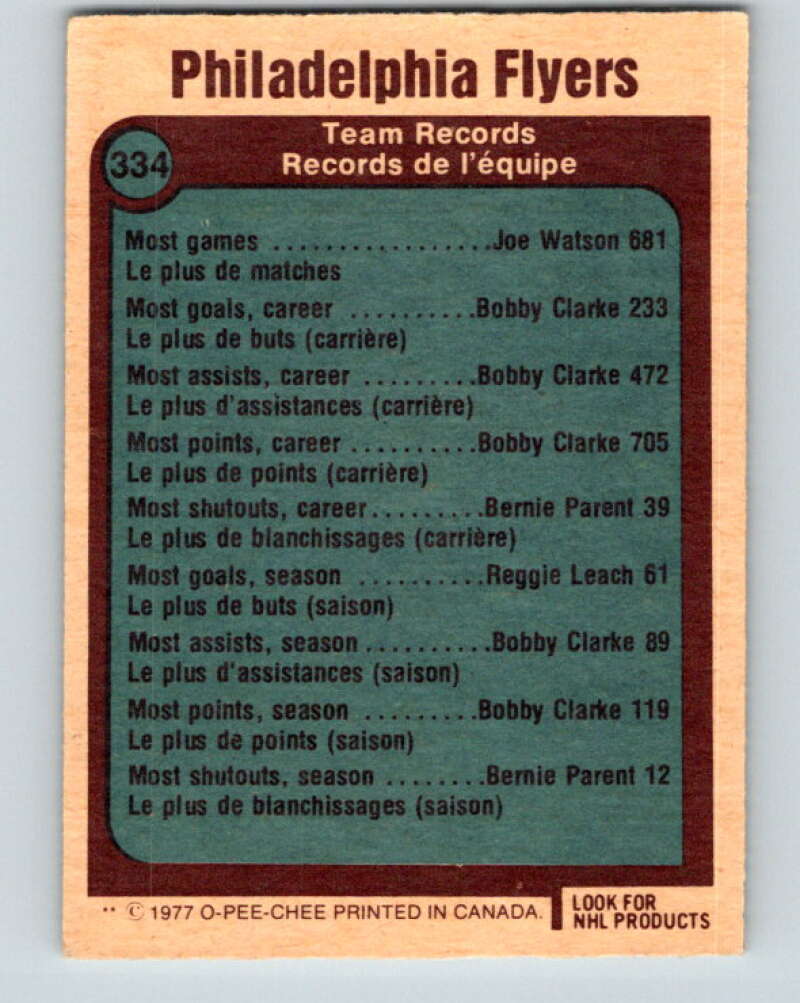 Philadelphia Flyers
334
Team Records
Records de l'équipe
Most games ..................Joe Watson 681
Le plus de matches
Most goals, career ..........Bobby Clarke 233
Le plus de buts (carrière)
Most assists, career .........Bobby Clarke 472
Le plus d'assistances (carrière)
Most points, career ..........Bobby Clarke 705
Le plus de points (carrière)
Most shutouts, career.........Bernie Parent 39
Le plus de blanchissages (carrière)
Most goals, season ..........Reggie Leach 61
Le plus de buts (saison)
Most assists, season ..........Bobby Clarke 89
Le plus d'assistances (saison)
Most points, season .........Bobby Clarke 119
Le plus de points (saison)
Most shutouts, season ........Bernie Parent 12
Le plus de blanchissages (saison)
** © 1977 O-PEE-CHEE PRINTED IN CANADA.
LOOK FOR
NHL PRODUCTS